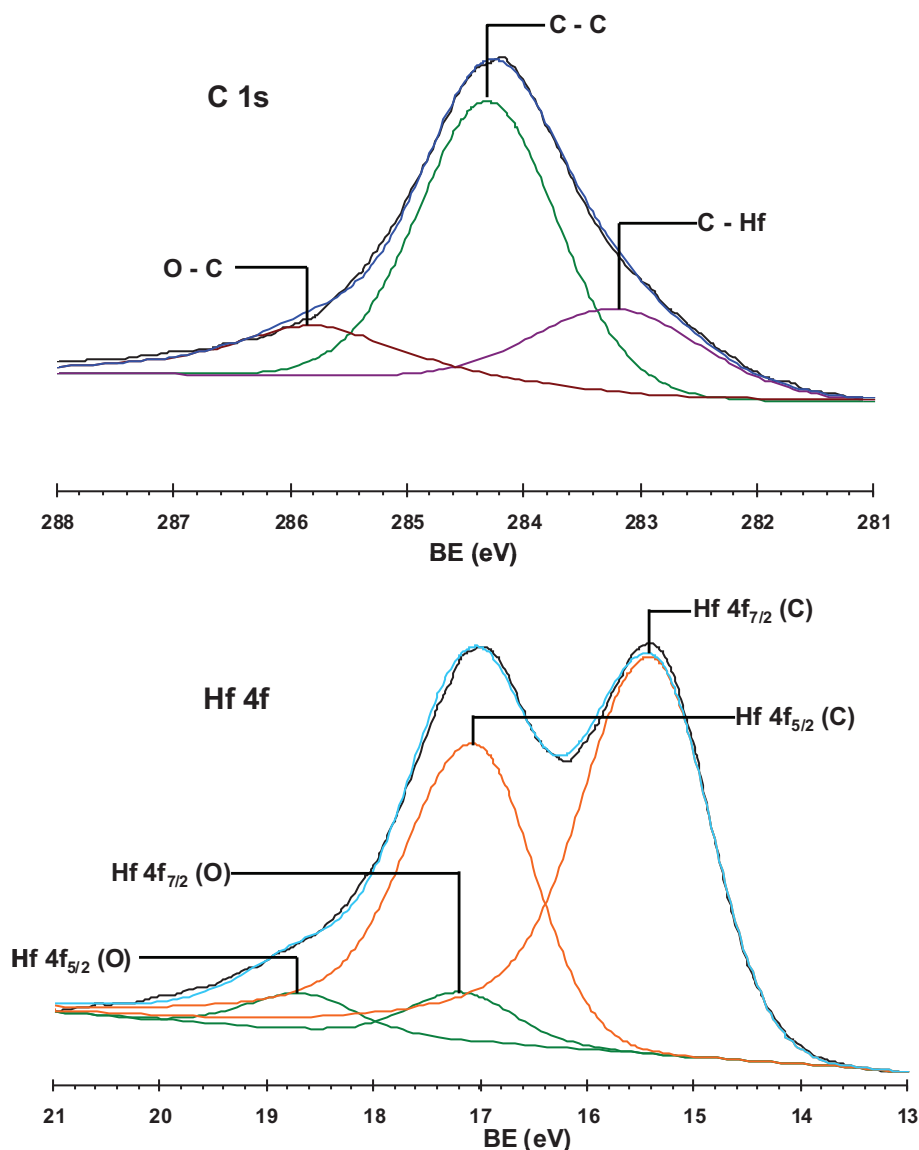 C - C
C 1s
C - Hf
O - C
288 287 286 285 284 283 282 281
BE (eV)
Hf 4f₇/₂ (C)
Hf 4f
Hf 4f₅/₂ (C)
Hf 4f₇/₂ (O)
Hf 4f₅/₂ (O)
21 20 19 18 17 16 15 14 13
BE (eV)